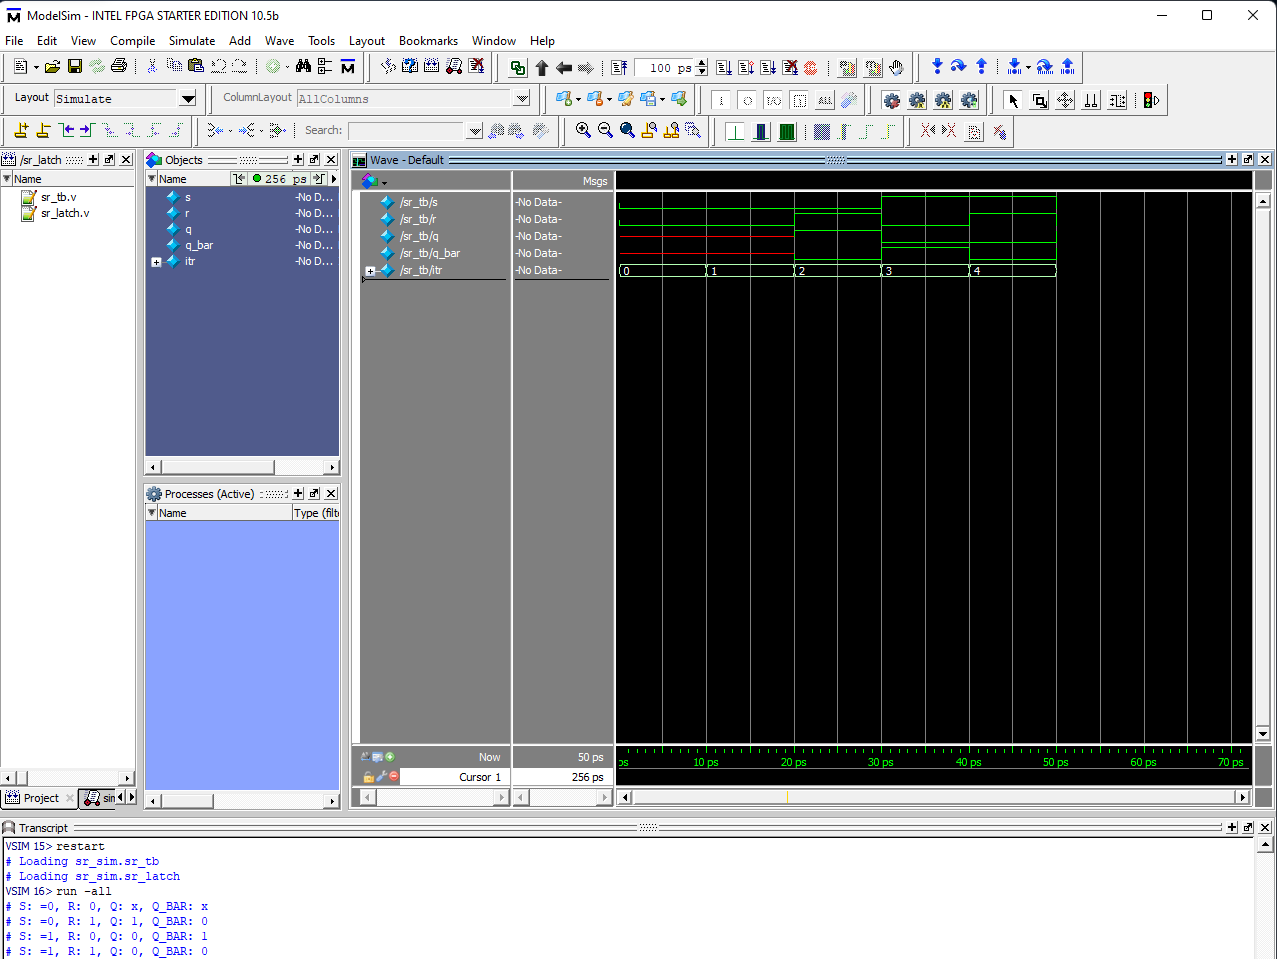 ModelSim - INTEL FPGA STARTER EDITION 10.5b
File Edit View Compile Simulate Add Wave Tools Layout Bookmarks Window Help
100 ps
Layout Simulate
ColumnLayout AllColumns
Search:
/sr_latch
Name
sr_tb.v
sr_latch.v
Project
sim
Objects
Name 256 ps
s -No D...
r -No D...
q -No D...
q_bar -No D...
itr -No D...
Processes (Active)
Name Type (filte
Wave - Default
Msgs
/sr_tb/s -No Data-
/sr_tb/r -No Data-
/sr_tb/q -No Data-
/sr_tb/q_bar -No Data-
/sr_tb/itr -No Data- 0 1 2 3 4
Now 50 ps
ps 10 ps 20 ps 30 ps 40 ps 50 ps 60 ps 70 ps
Cursor 1 256 ps
Transcript
VSIM 15> restart
# Loading sr_sim.sr_tb
# Loading sr_sim.sr_latch
VSIM 16> run -all
# S: =0, R: 0, Q: x, Q_BAR: x
# S: =0, R: 1, Q: 1, Q_BAR: 0
# S: =1, R: 0, Q: 0, Q_BAR: 1
# S: =1, R: 1, Q: 0, Q_BAR: 0